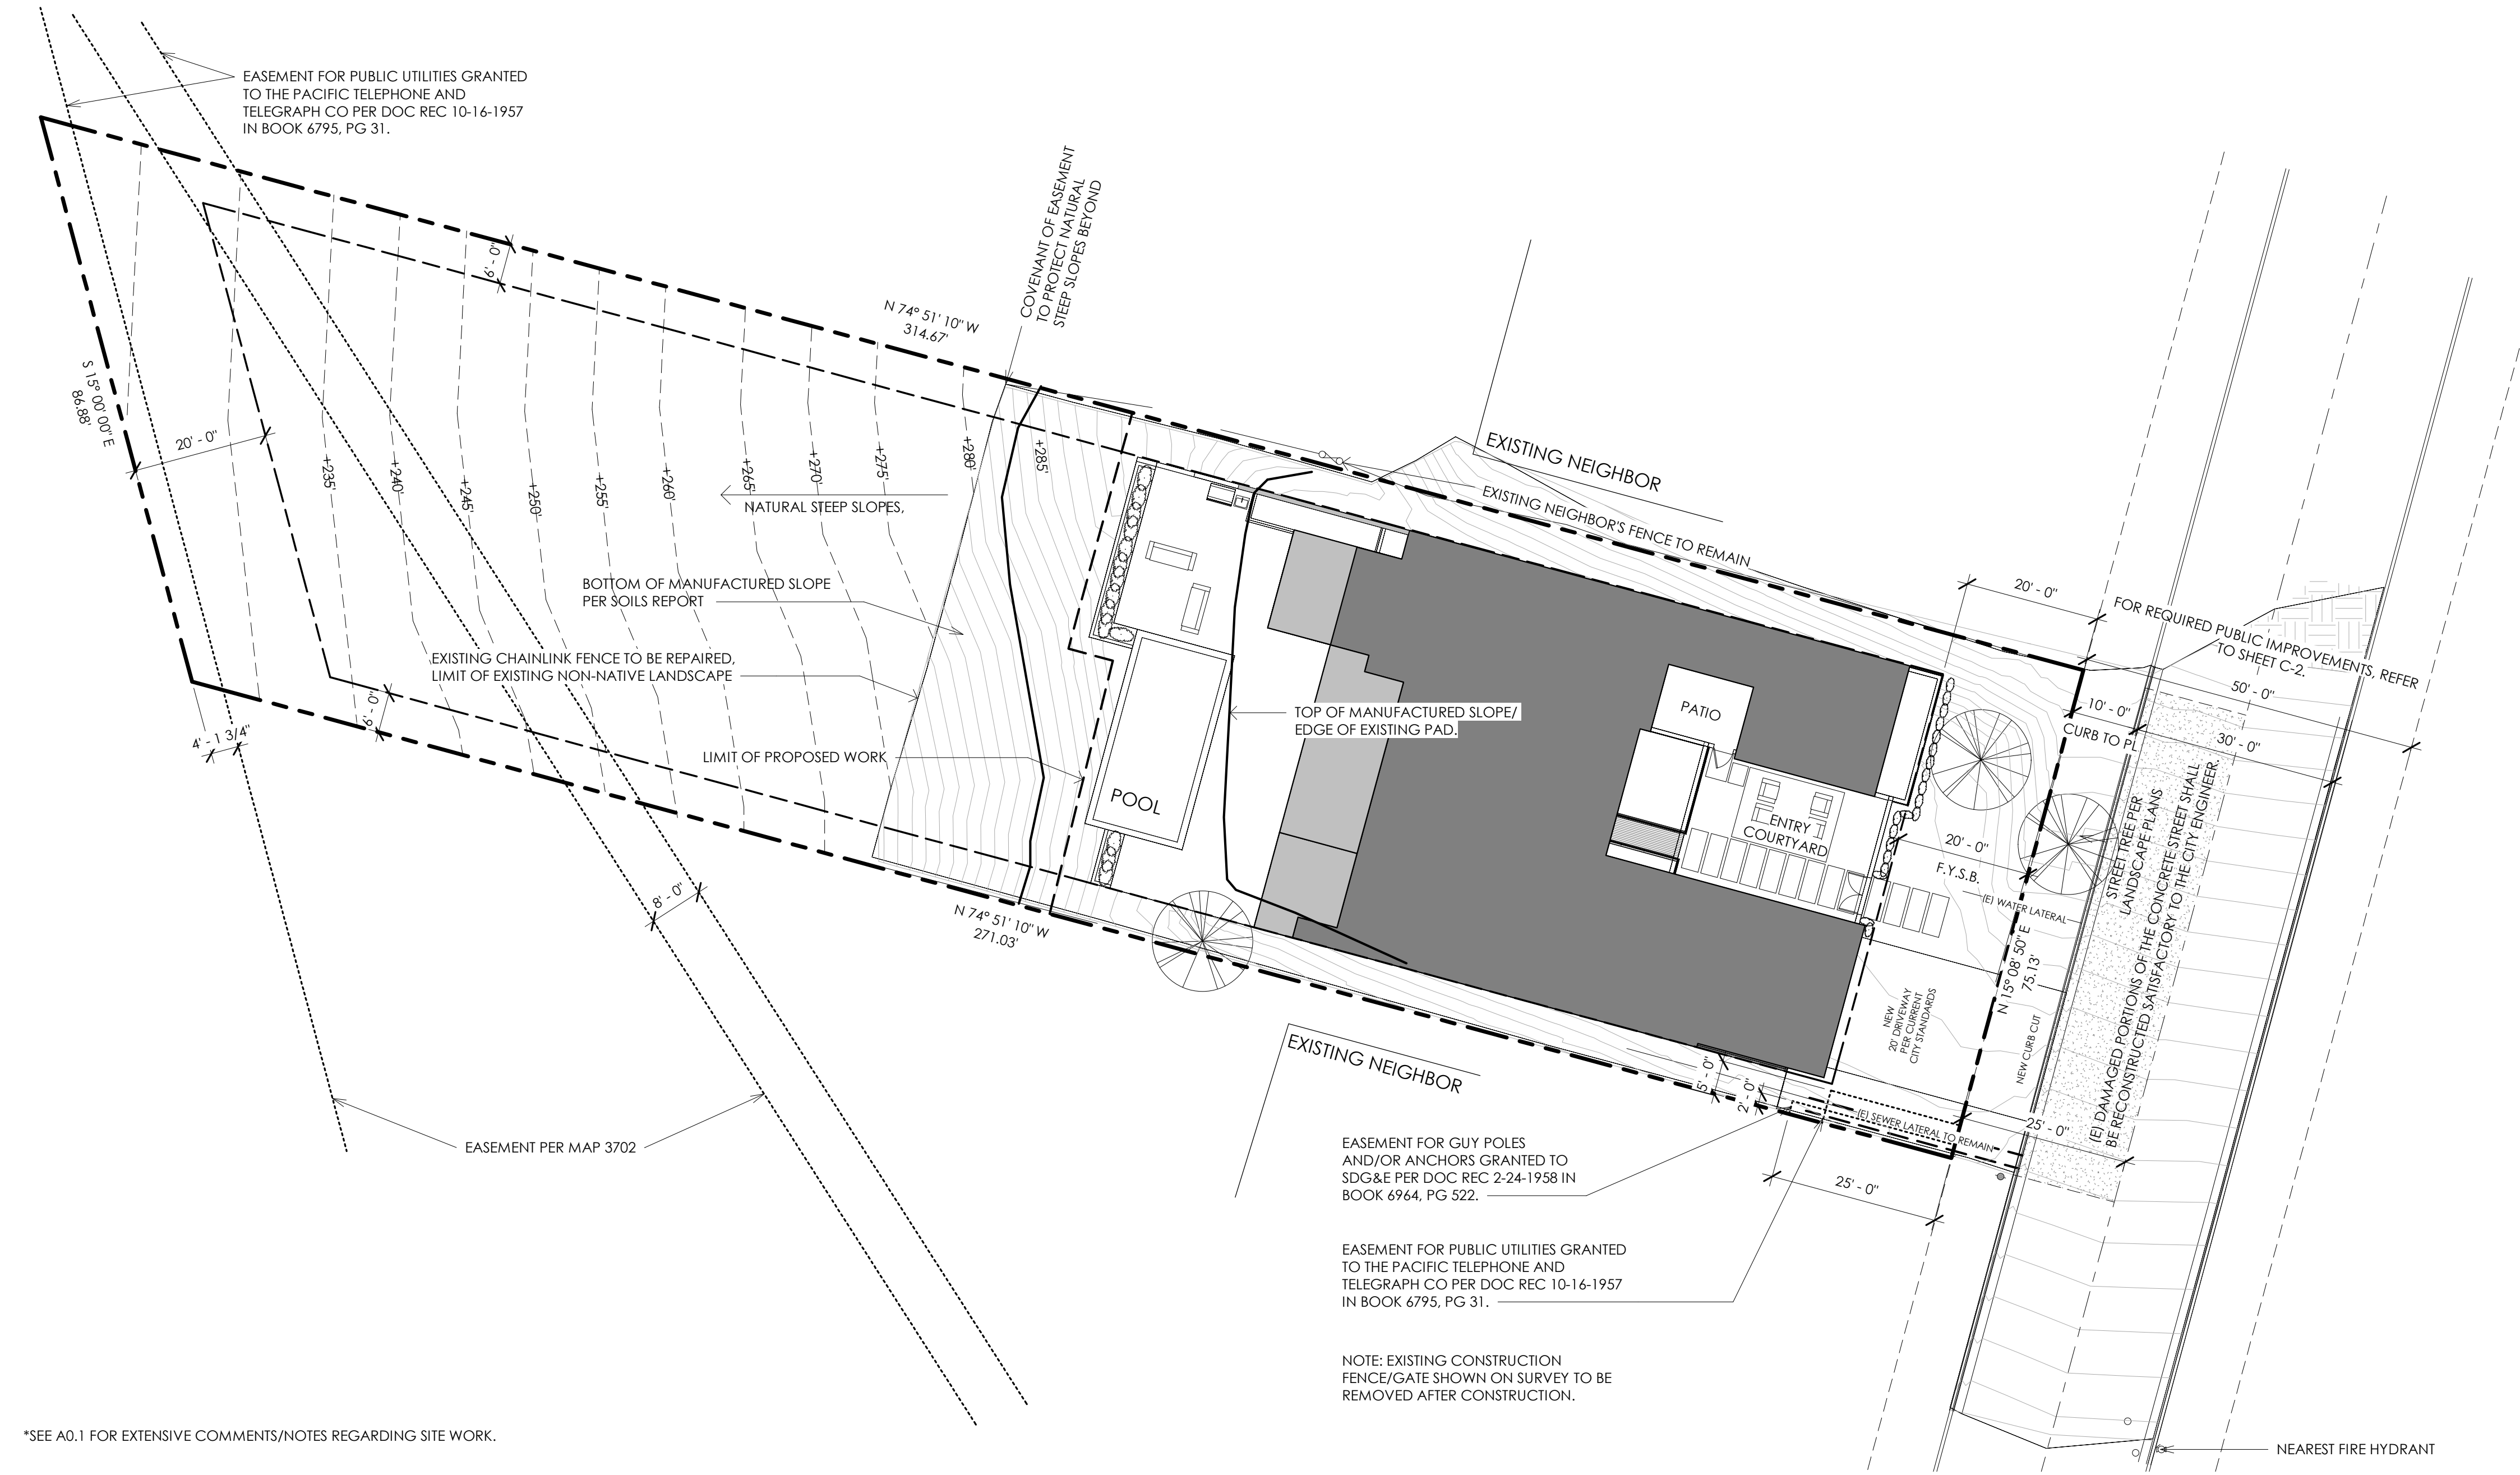 EASEMENT FOR PUBLIC UTILITIES GRANTED
TO THE PACIFIC TELEPHONE AND
TELEGRAPH CO PER DOC REC 10-16-1957
IN BOOK 6795, PG 31.
COVENANT OF EASEMENT
TO PROTECT NATURAL
STEEP SLOPES BEYOND
6' - 0"
N 74° 51' 10" W
314.67'
S 15° 00' 00" E
86.88'
20' - 0"
+235'
+240'
+245'
+250'
+255'
+260'
+265'
+270'
+275'
+280'
+285'
NATURAL STEEP SLOPES,
EXISTING NEIGHBOR
EXISTING NEIGHBOR'S FENCE TO REMAIN
BOTTOM OF MANUFACTURED SLOPE
PER SOILS REPORT
20' - 0"
FOR REQUIRED PUBLIC IMPROVEMENTS, REFER
TO SHEET C-2.
EXISTING CHAINLINK FENCE TO BE REPAIRED,
LIMIT OF EXISTING NON-NATIVE LANDSCAPE
50' - 0"
10' - 0"
CURB TO PL
30' - 0"
6' - 0"
4' - 1 3/4"
TOP OF MANUFACTURED SLOPE/
EDGE OF EXISTING PAD.
PATIO
LIMIT OF PROPOSED WORK
POOL
ENTRY
COURTYARD
20' - 0"
F.Y.S.B.
(E) WATER LATERAL
STREET TREE PER
LANDSCAPE PLANS
(E) DAMAGED PORTIONS OF THE CONCRETE STREET SHALL
BE RECONSTRUCTED SATISFACTORY TO THE CITY ENGINEER.
8' - 0"
N 74° 51' 10" W
271.03'
N 15° 08' 50" E
75.13'
NEW
20' DRIVEWAY
PER CURRENT
CITY STANDARDS
NEW CURB CUT
EXISTING NEIGHBOR
5' - 0"
2' - 0"
(E) SEWER LATERAL TO REMAIN
25' - 0"
25' - 0"
EASEMENT PER MAP 3702
EASEMENT FOR GUY POLES
AND/OR ANCHORS GRANTED TO
SDG&E PER DOC REC 2-24-1958 IN
BOOK 6964, PG 522.
EASEMENT FOR PUBLIC UTILITIES GRANTED
TO THE PACIFIC TELEPHONE AND
TELEGRAPH CO PER DOC REC 10-16-1957
IN BOOK 6795, PG 31.
NOTE: EXISTING CONSTRUCTION
FENCE/GATE SHOWN ON SURVEY TO BE
REMOVED AFTER CONSTRUCTION.
*SEE A0.1 FOR EXTENSIVE COMMENTS/NOTES REGARDING SITE WORK.
NEAREST FIRE HYDRANT